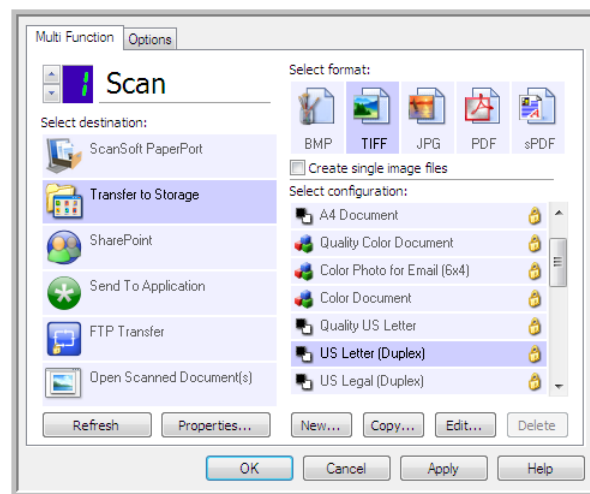 Multi Function
Options
1 Scan
Select destination:
ScanSoft PaperPort
Transfer to Storage
SharePoint
Send To Application
FTP Transfer
Open Scanned Document(s)
Refresh
Properties...
Select format:
BMP
TIFF
JPG
PDF
sPDF
Create single image files
Select configuration:
A4 Document
Quality Color Document
Color Photo for Email (6x4)
Color Document
Quality US Letter
US Letter (Duplex)
US Legal (Duplex)
New...
Copy...
Edit...
Delete
OK
Cancel
Apply
Help